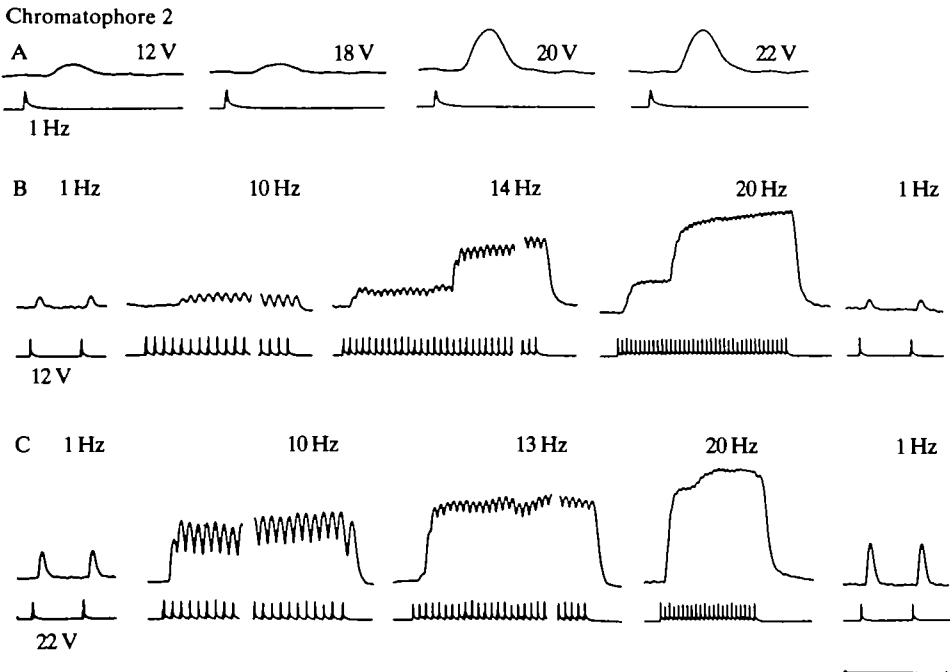 Chromatophore 2
A 12 V 18 V 20 V 22 V
1 Hz
B 1 Hz 10 Hz 14 Hz 20 Hz 1 Hz
12 V
C 1 Hz 10 Hz 13 Hz 20 Hz 1 Hz
22 V